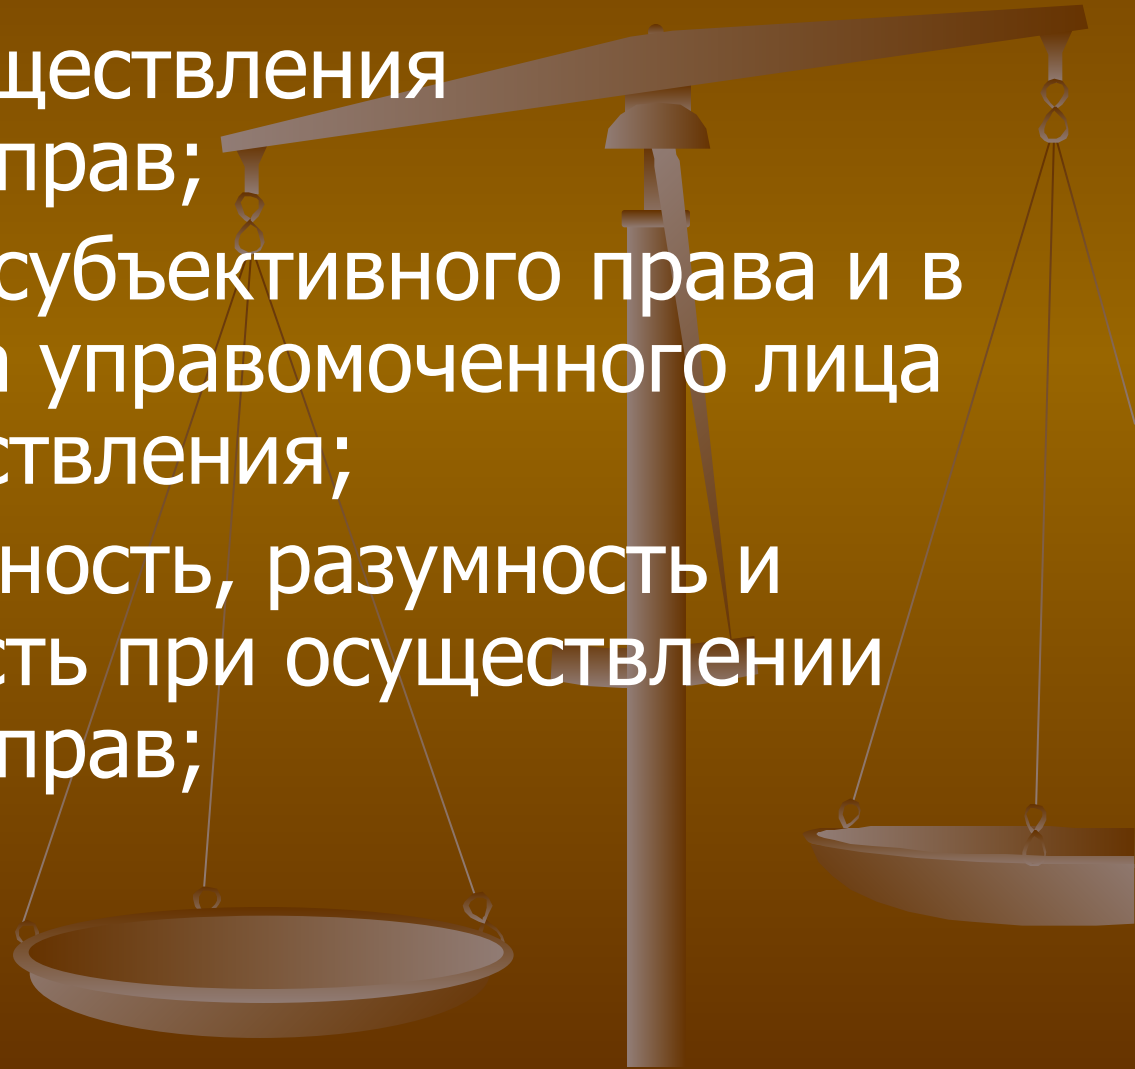 ществления
прав;
субъективного права и в
а управомоченного лица
ствления;
ность, разумность и
сть при осуществлении
прав;